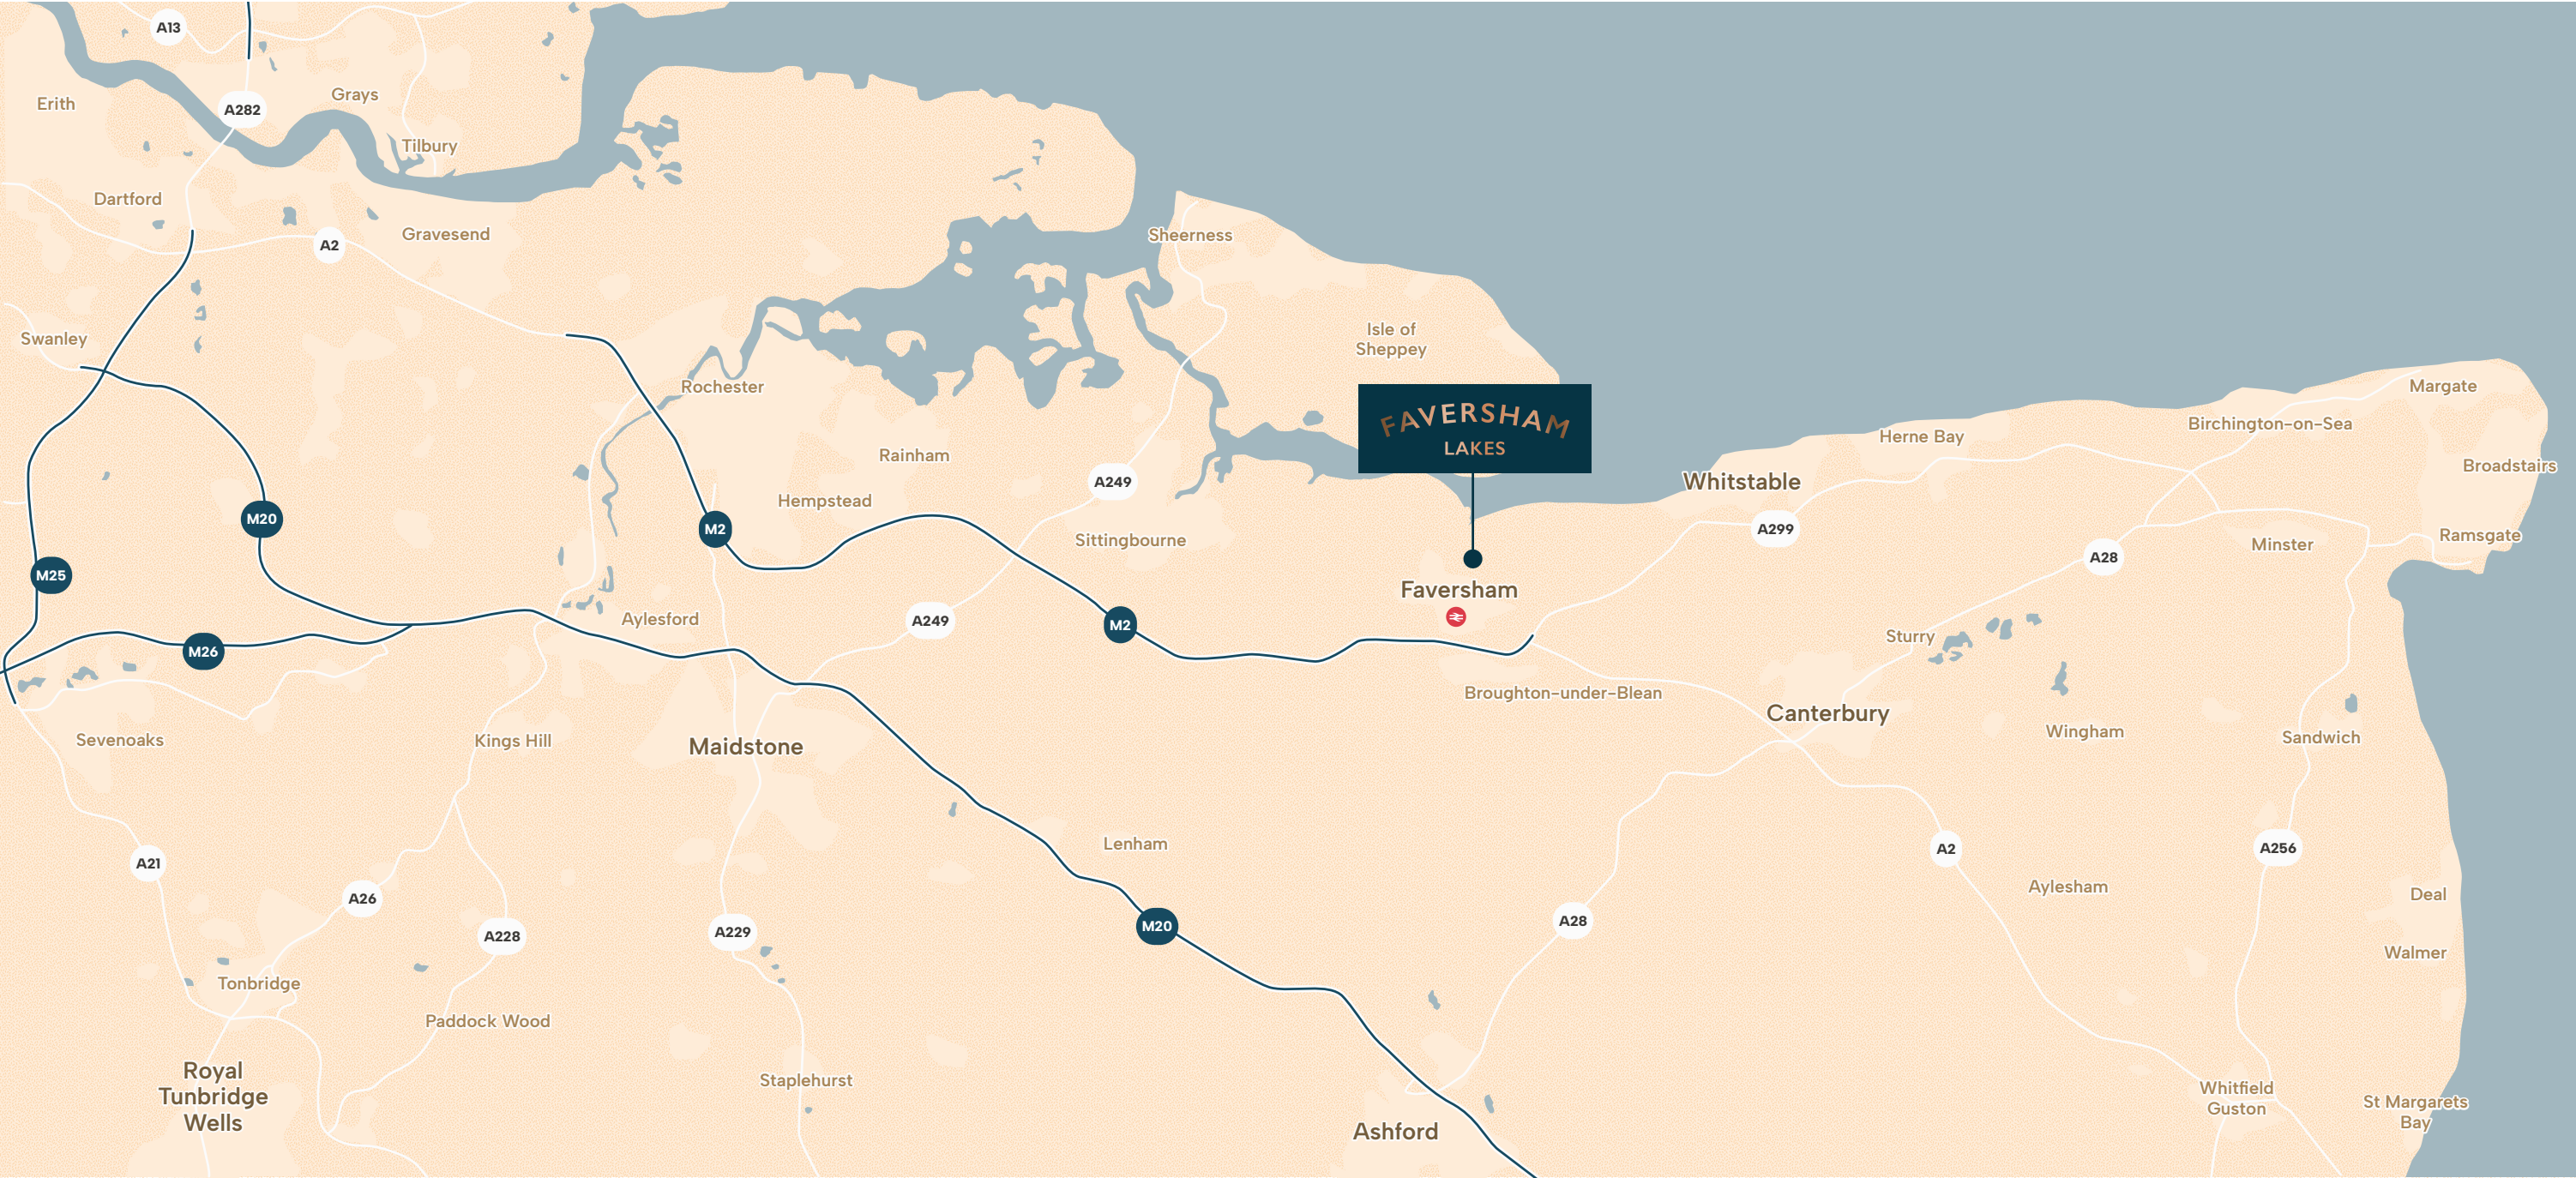 A13
Erith
A282
Grays
Tilbury
Dartford
A2
Gravesend
Sheerness
Swanley
Isle of
Sheppey
Rochester
FAVERSHAM
LAKES
Margate
Birchington-on-Sea
Herne Bay
Rainham
Broadstairs
A249
Whitstable
Hempstead
M20
M2
A299
Sittingbourne
Ramsgate
Minster
A28
M25
Faversham
Aylesford
A249
M2
Sturry
M26
Broughton-under-Blean
Canterbury
Wingham
Sandwich
Sevenoaks
Kings Hill
Maidstone
Lenham
A2
A256
A21
Aylesham
Deal
A26
A28
M20
A229
A228
Walmer
Tonbridge
Paddock Wood
Royal
Tunbridge
Wells
Staplehurst
Whitfield
Guston
St Margarets
Bay
Ashford